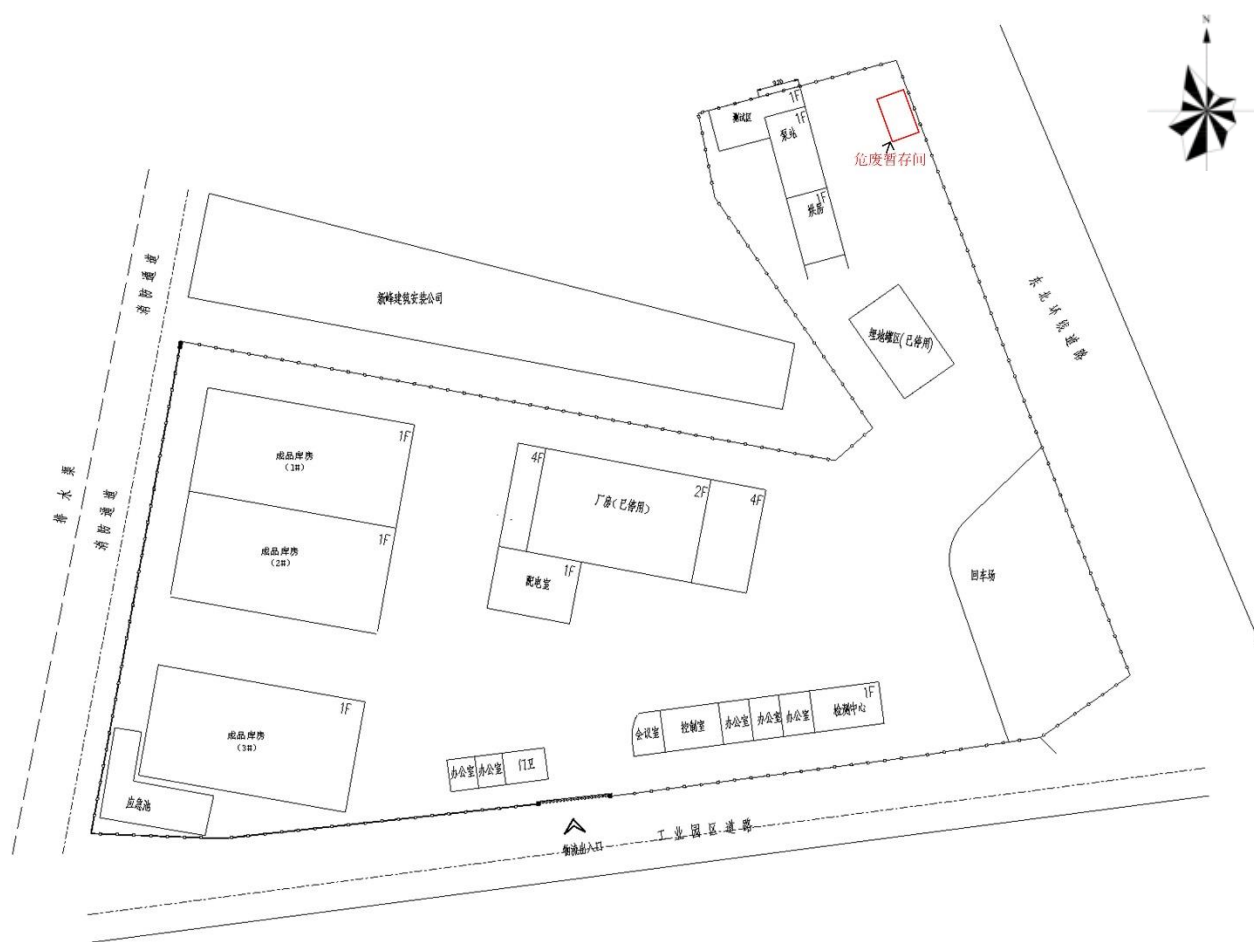 N
920
1F
测试区
1F
泵站
危废暂存间
1F
烘房
消防通道
新峰建筑安装公司
东北环线道路
埋地罐区(已停用)
1F
成品库房
(1#)
4F
厂房(已停用)
2F
4F
排水渠
消防通道
1F
成品库房
(2#)
1F
配电室
回车场
1F
成品库房
(3#)
会议室
控制室
办公室
办公室
办公室
检测中心
1F
办公室
办公室
门卫
应急池
物流出入口
工业园区道路